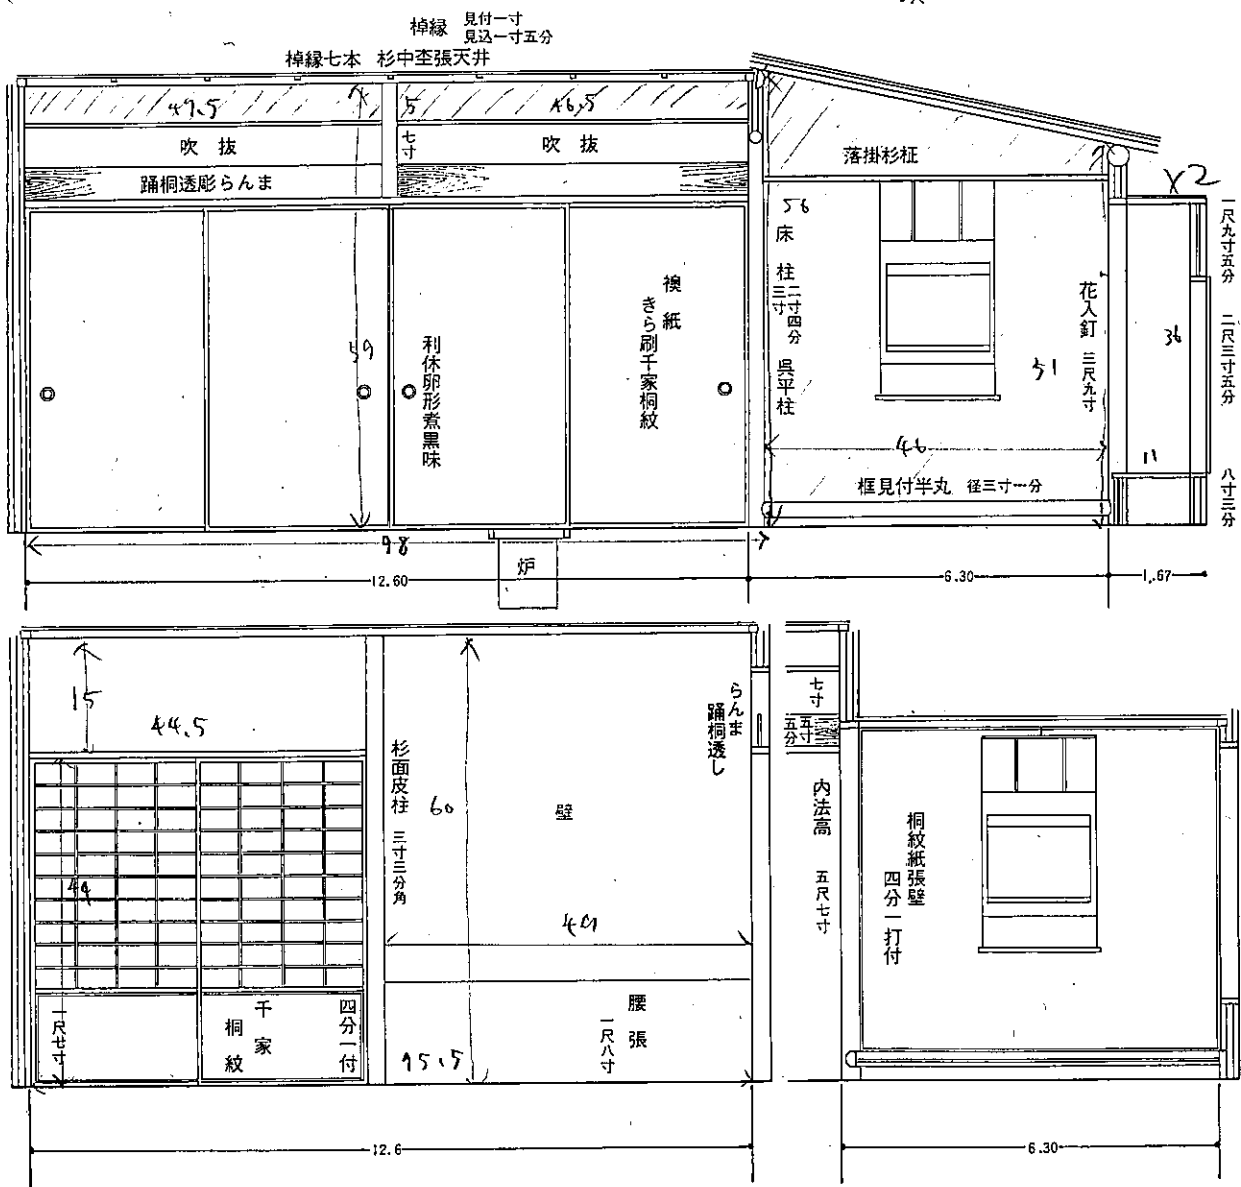 棹縁 見付一寸
見込一寸五分
棹縁七本 杉中杢張天井
47.5
5
46.5
七寸
吹抜
吹抜
踊桐透彫らんま
落掛杉柾
x2
56
床柱 二寸四分
三寸
呉平柱
花入釘 三尺九寸
51
36
11
一尺九寸五分
二尺三寸五分
八寸三分
59
利休卵形煮黒味
襖紙
きら刷千家桐紋
46
框見付半丸 径三寸一分
98
炉
12.60
6.30
1.67
15
44.5
杉面皮柱 三寸三分角
60
壁
らんま
踊桐透し
七寸
五寸
五分
内法高 五尺七寸
桐紋紙張壁
四分一打付
49
49
一尺七寸
千家
桐紋
四分一付
95.5
腰張
一尺八寸
12.6
6.30